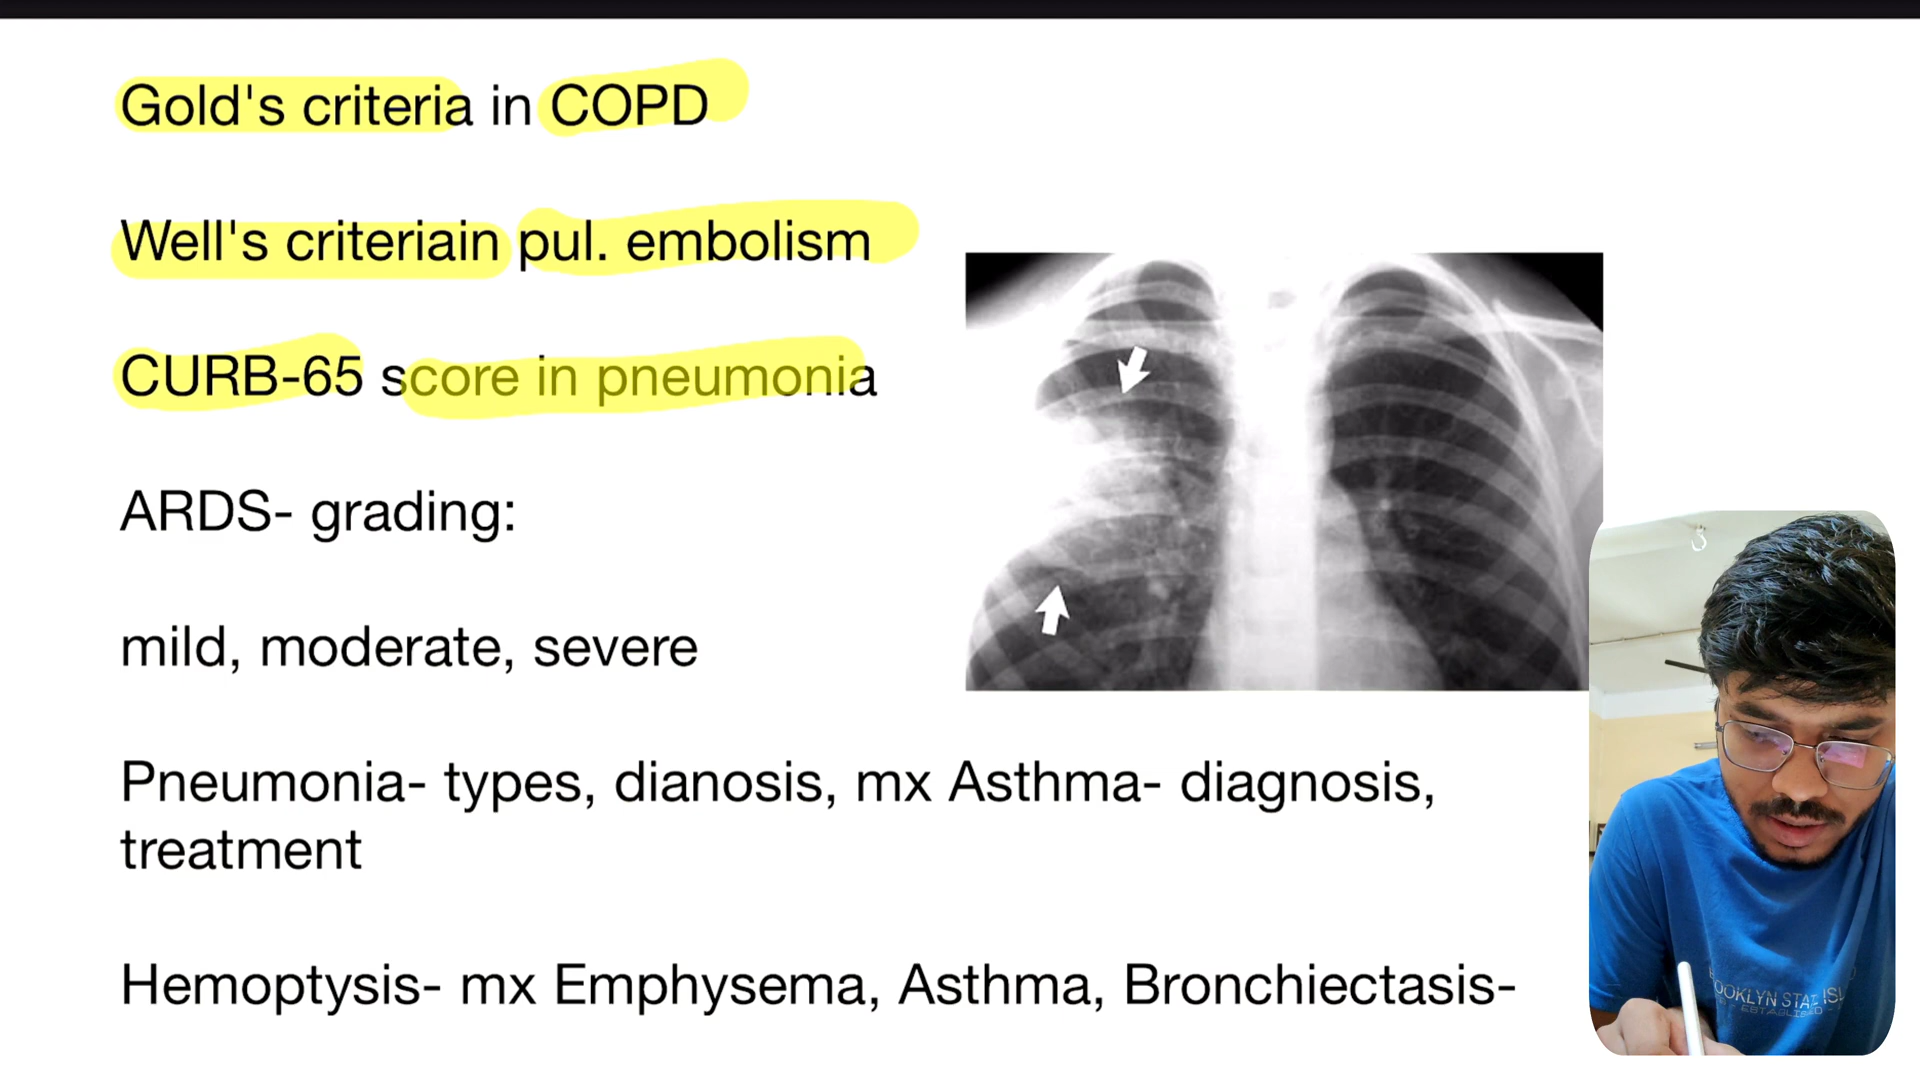 Gold's criteria in COPD
Well's criteriain pul. embolism
CURB-65 score in pneumonia
ARDS- grading:
mild, moderate, severe
Pneumonia- types, dianosis, mx Asthma- diagnosis,
treatment
Hemoptysis- mx Emphysema, Asthma, Bronchiectasis-
ESTABLISED